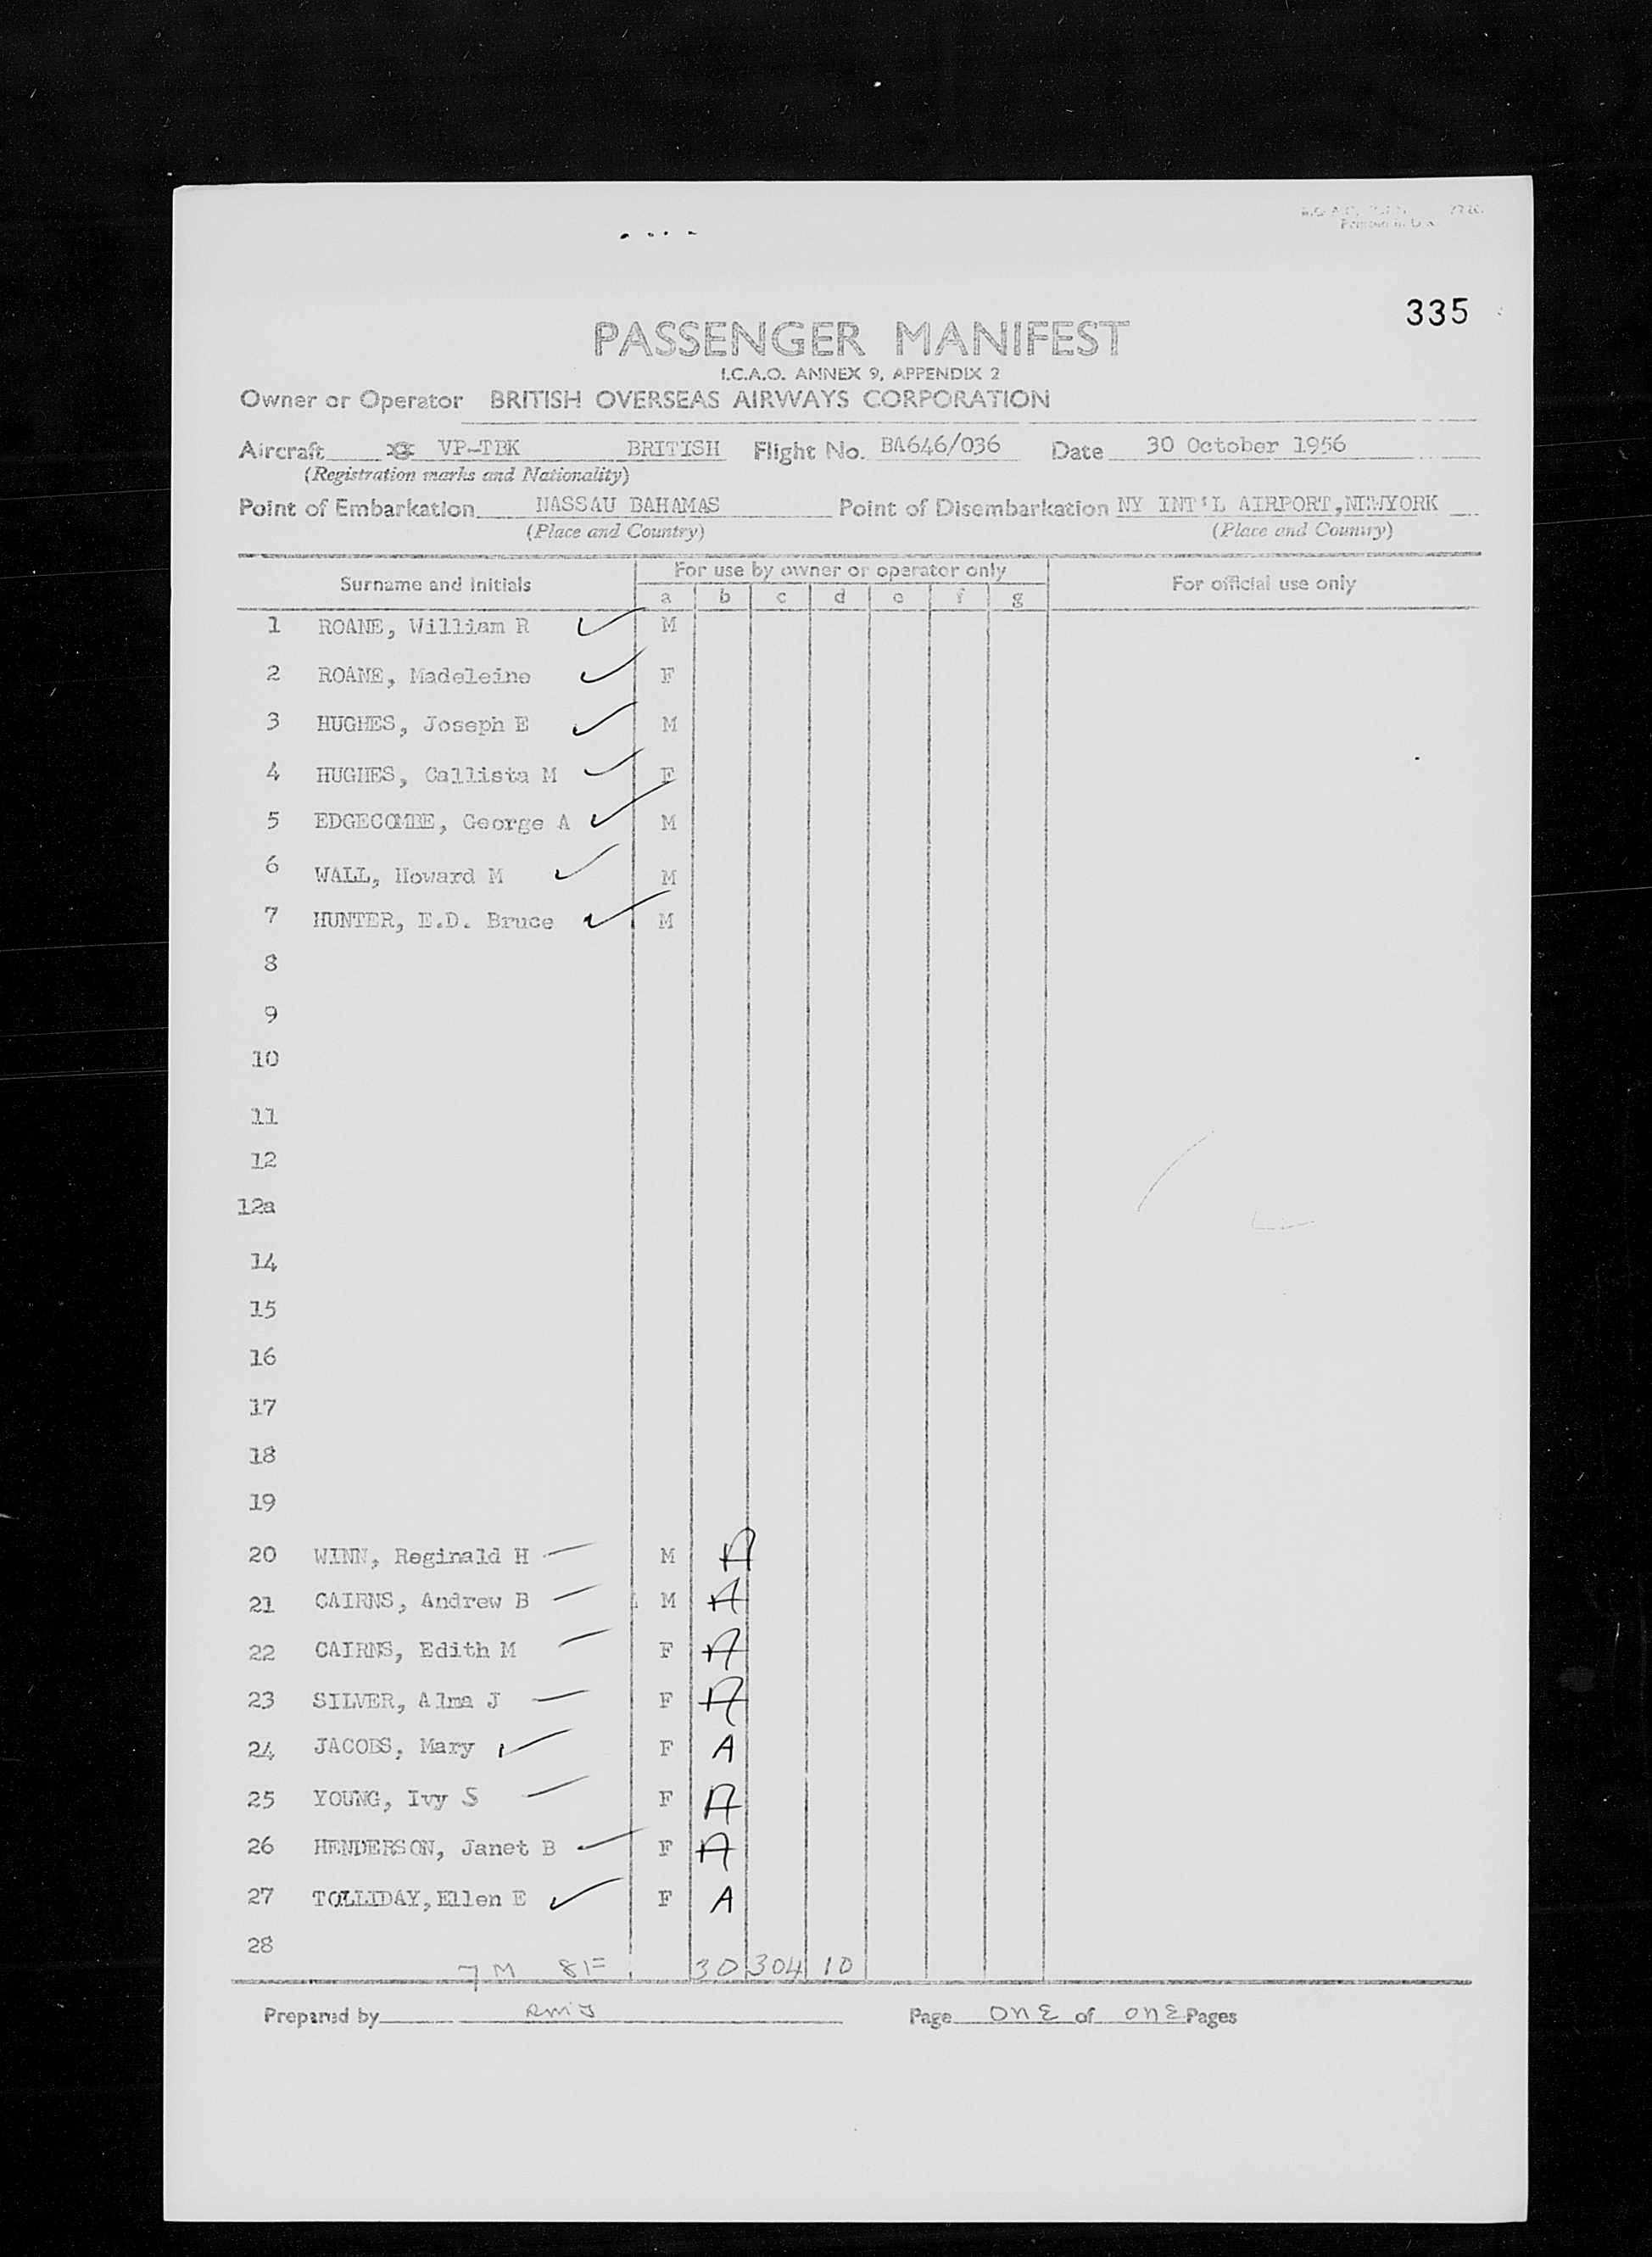 335
PASSENGER MANIFEST
I.C.A.O. ANNEX 9, APPENDIX 2
Owner or Operator BRITISH OVERSEAS AIRWAYS CORPORATION
Aircraft VP-TBK BRITISH Flight No. BA646/036 Date 30 October 1956
(Registration marks and Nationality)
Point of Embarkation NASSAU BAHAMAS Point of Disembarkation NY INT'L AIRPORT,NEWYORK
(Place and Country) (Place and Country)
Surname and initials For use by owner or operator only For official use only
a b c d e f g
1 ROANE, William R M
2 ROANE, Madeleine F
3 HUGHES, Joseph E M
4 HUGHES, Callista M F
5 EDGECOMBE, George A M
6 WALL, Howard M M
7 HUNTER, E.D. Bruce M
8
9
10
11
12
12a
14
15
16
17
18
19
20 WINN, Reginald H M A
21 CAIRNS, Andrew B M A
22 CAIRNS, Edith M F A
23 SILVER, Alma J F A
24 JACOBS, Mary F A
25 YOUNG, Ivy S F A
26 HENDERSON, Janet B F A
27 TOLLIDAY,Ellen E F A
28
7M 8F 30 304 10
Prepared by Page ONE of ONE Pages